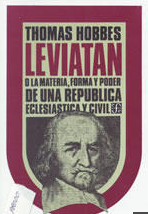 THOMAS HOBBES
LEVIATAN
O LA MATERIA, FORMA Y PODER
DE UNA REPUBLICA
ECLESIASTICA Y CIVIL